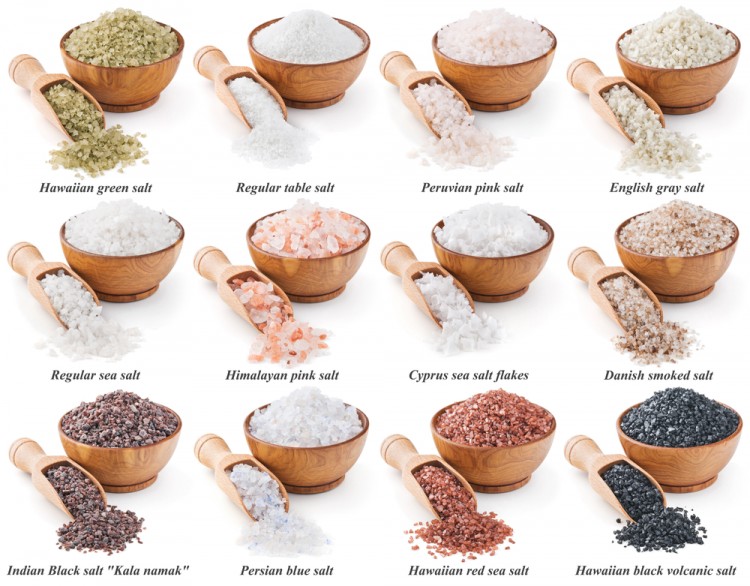 Hawaiian green salt
Regular table salt
Peruvian pink salt
English gray salt
Regular sea salt
Himalayan pink salt
Cyprus sea salt flakes
Danish smoked salt
Indian Black salt "Kala namak"
Persian blue salt
Hawaiian red sea salt
Hawaiian black volcanic salt